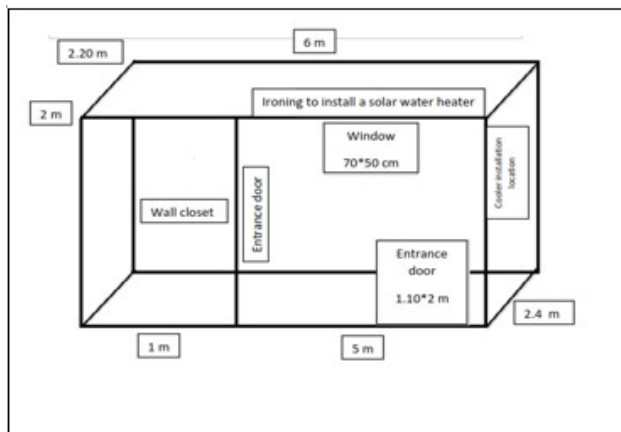 6 m
2.20 m
2 m
Ironing to install a solar water heater
Window
70*50 cm
Cooler installation
location
Wall closet
Entrance door
Entrance
door
1.10*2 m
2.4 m
1 m
5 m